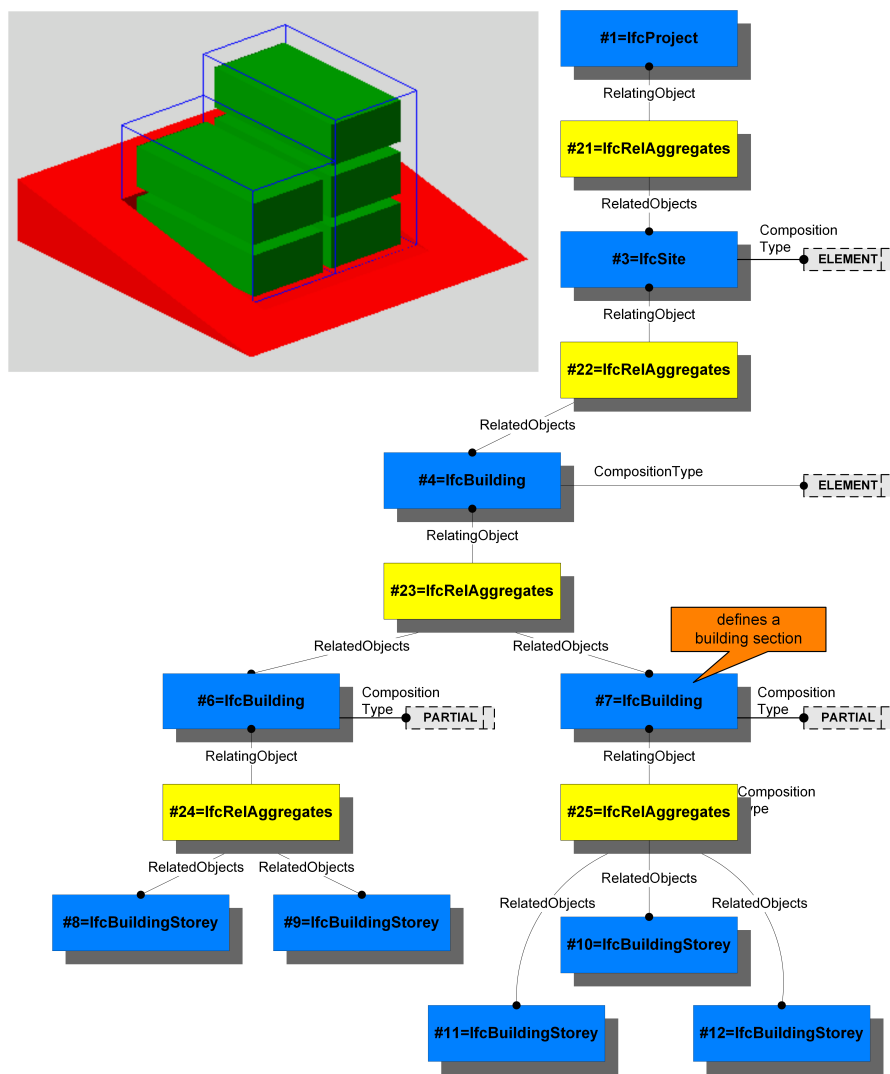 #1=IfcProject
RelatingObject
#21=IfcRelAggregates
RelatedObjects
#3=IfcSite
Composition
Type
ELEMENT
RelatingObject
#22=IfcRelAggregates
RelatedObjects
#4=IfcBuilding
CompositionType
ELEMENT
RelatingObject
#23=IfcRelAggregates
RelatedObjects
RelatedObjects
defines a
building section
#6=IfcBuilding
Composition
Type
PARTIAL
#7=IfcBuilding
Composition
Type
PARTIAL
RelatingObject
RelatingObject
#24=IfcRelAggregates
#25=IfcRelAggregates
Composition
ype
RelatedObjects
RelatedObjects
RelatedObjects
RelatedObjects
RelatedObjects
#8=IfcBuildingStorey
#9=IfcBuildingStorey
#10=IfcBuildingStorey
#11=IfcBuildingStorey
#12=IfcBuildingStorey